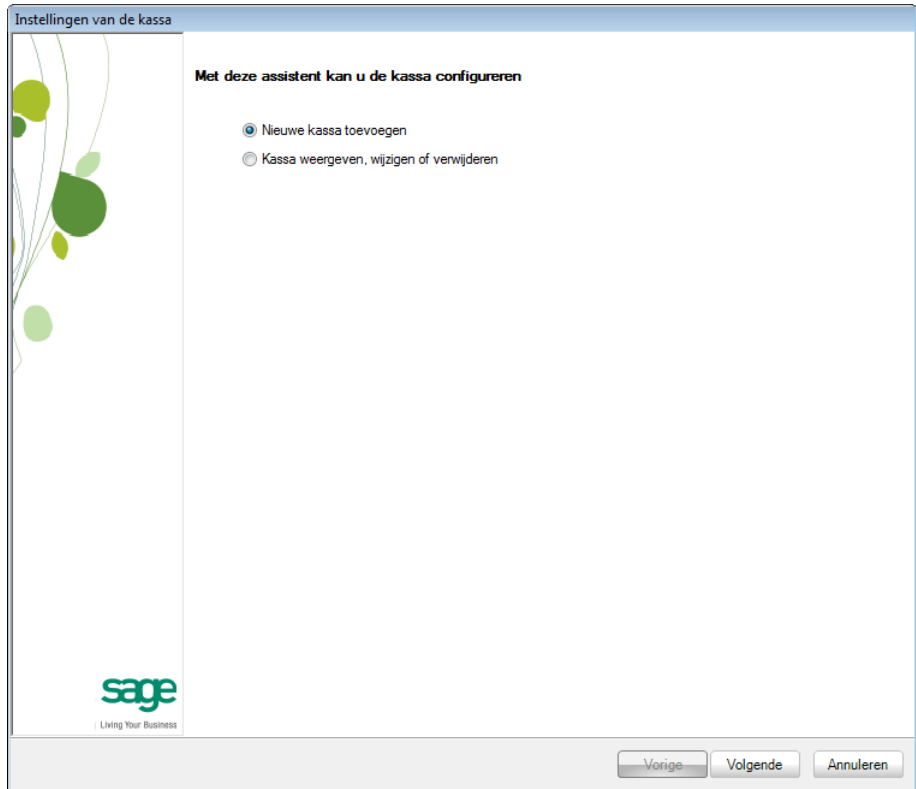 Instellingen van de kassa
Met deze assistent kan u de kassa configureren
Nieuwe kassa toevoegen
Kassa weergeven, wijzigen of verwijderen
sage
Living Your Business
Vorige
Volgende
Annuleren